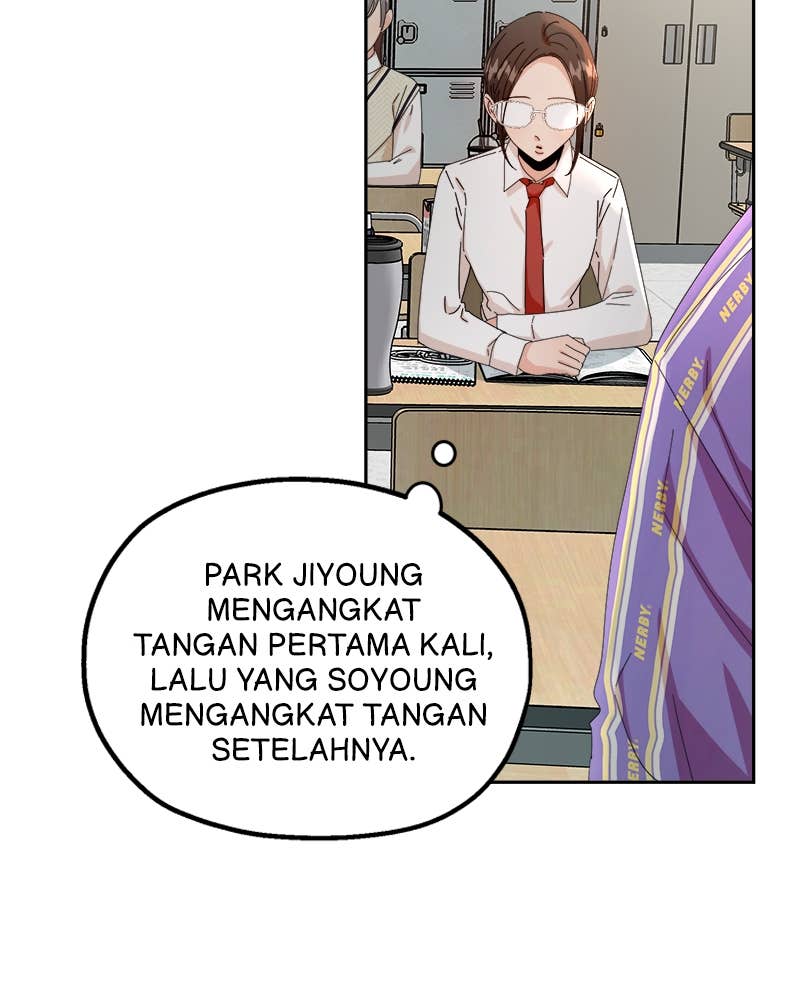 NERBY.
NERBY.
NERBY.
NERBY.
PARK JIYOUNG
MENGANGKAT
TANGAN PERTAMA KALI,
LALU YANG SOYOUNG
MENGANGKAT TANGAN
SETELAHNYA.